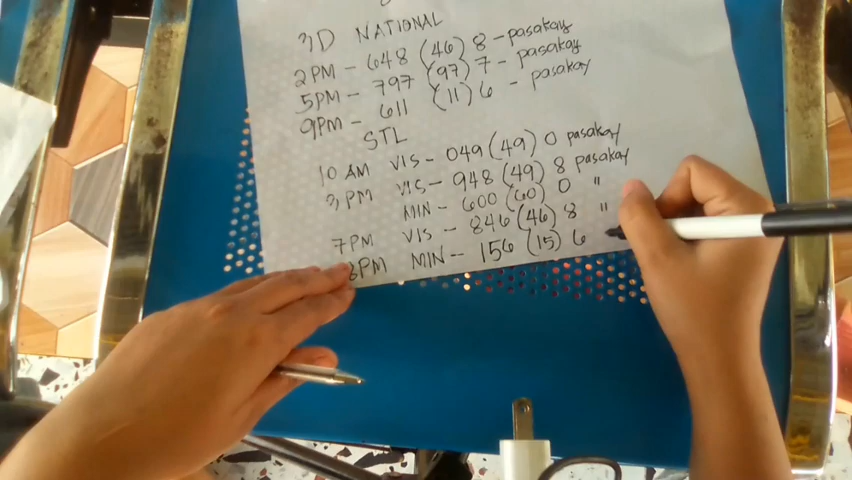 3D NATIONAL
2PM - 648 (46) 8 - pasakay
5PM - 797 (97) 7 - pasakay
9PM - 611 (11) 6 - pasakay
STL
10 AM VIS - 049 (49) 0 pasakay
3PM VIS - 948 (49) 8 pasakay
MIN - 600 (60) 0 "
7PM VIS - 846 (46) 8 "
8PM MIN - 156 (15) 6